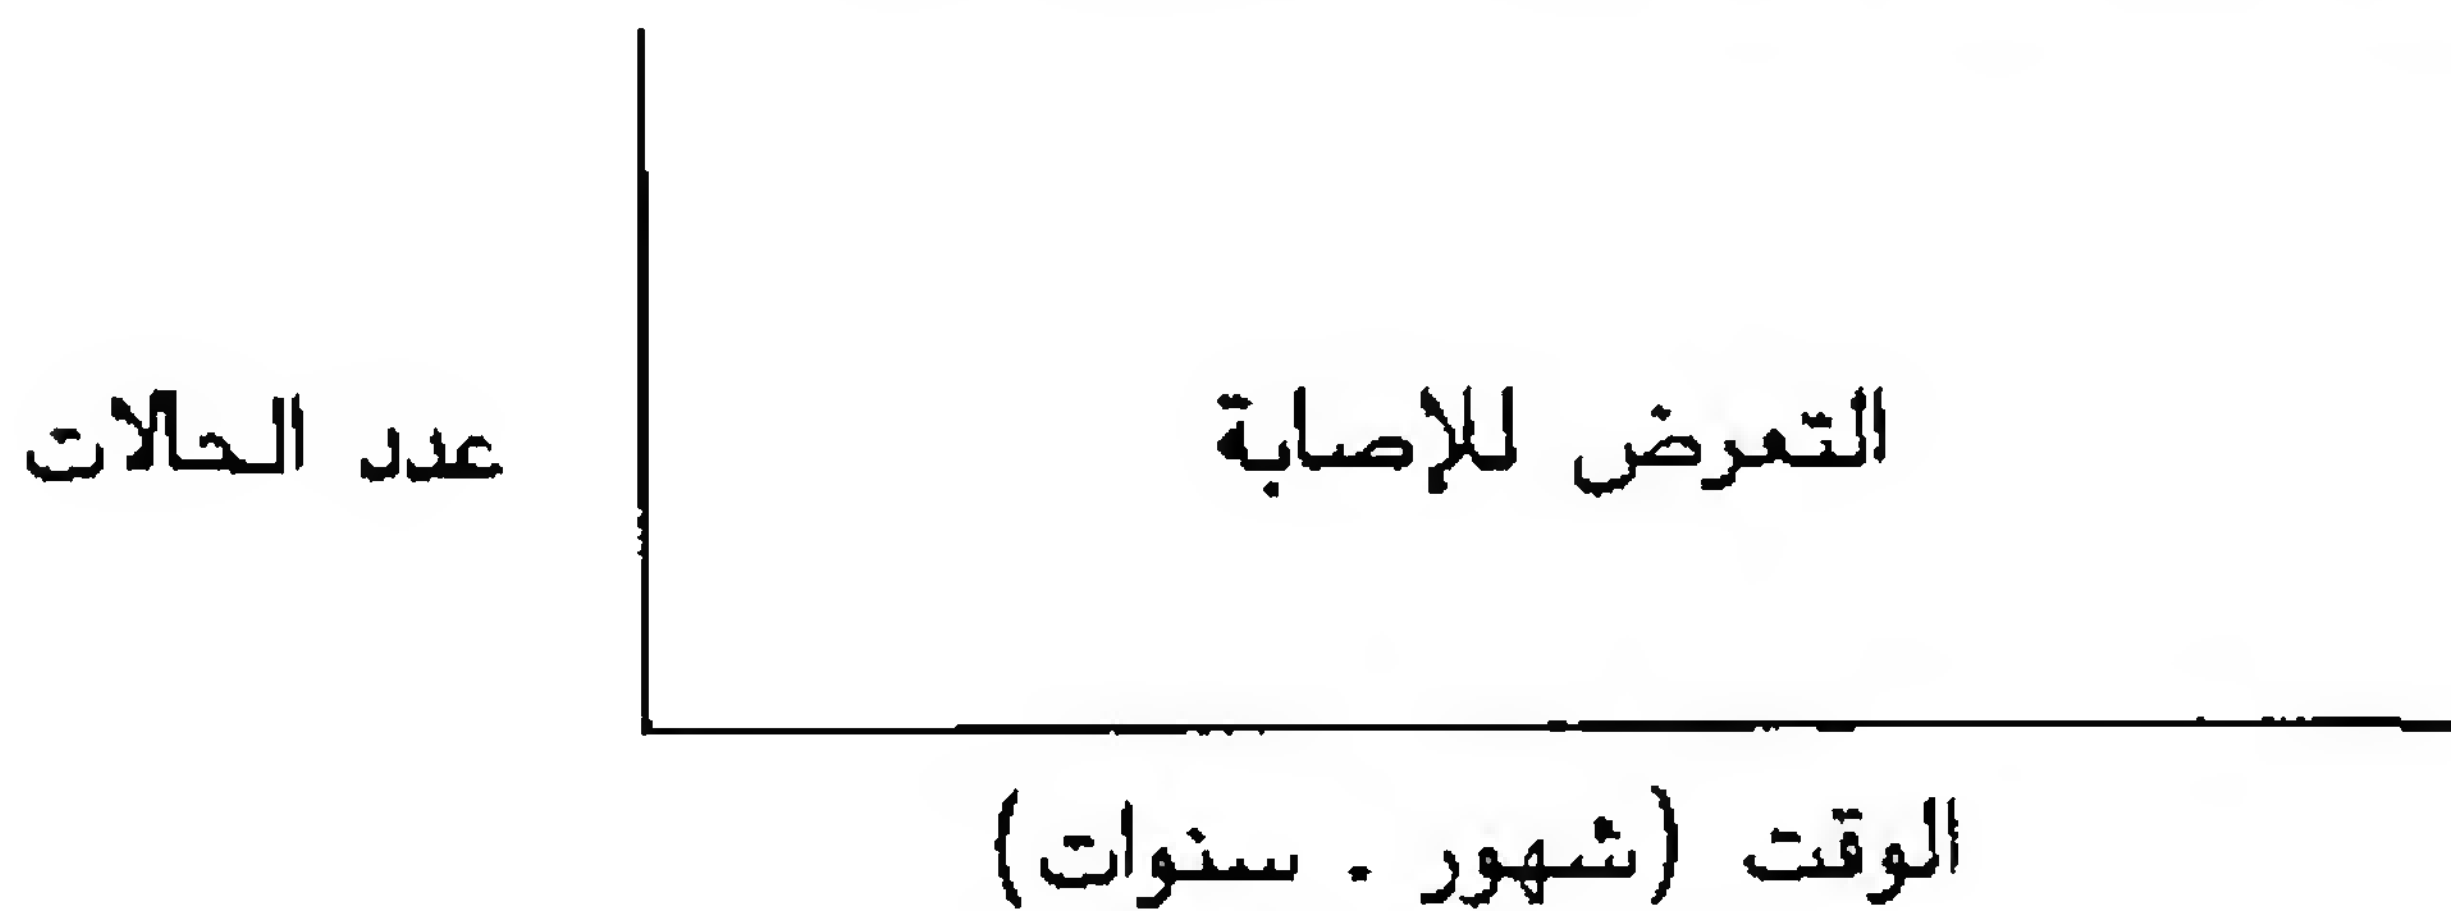 التعرض للإصابة
عدد الحالات
الوقت (شهور . سنوات)